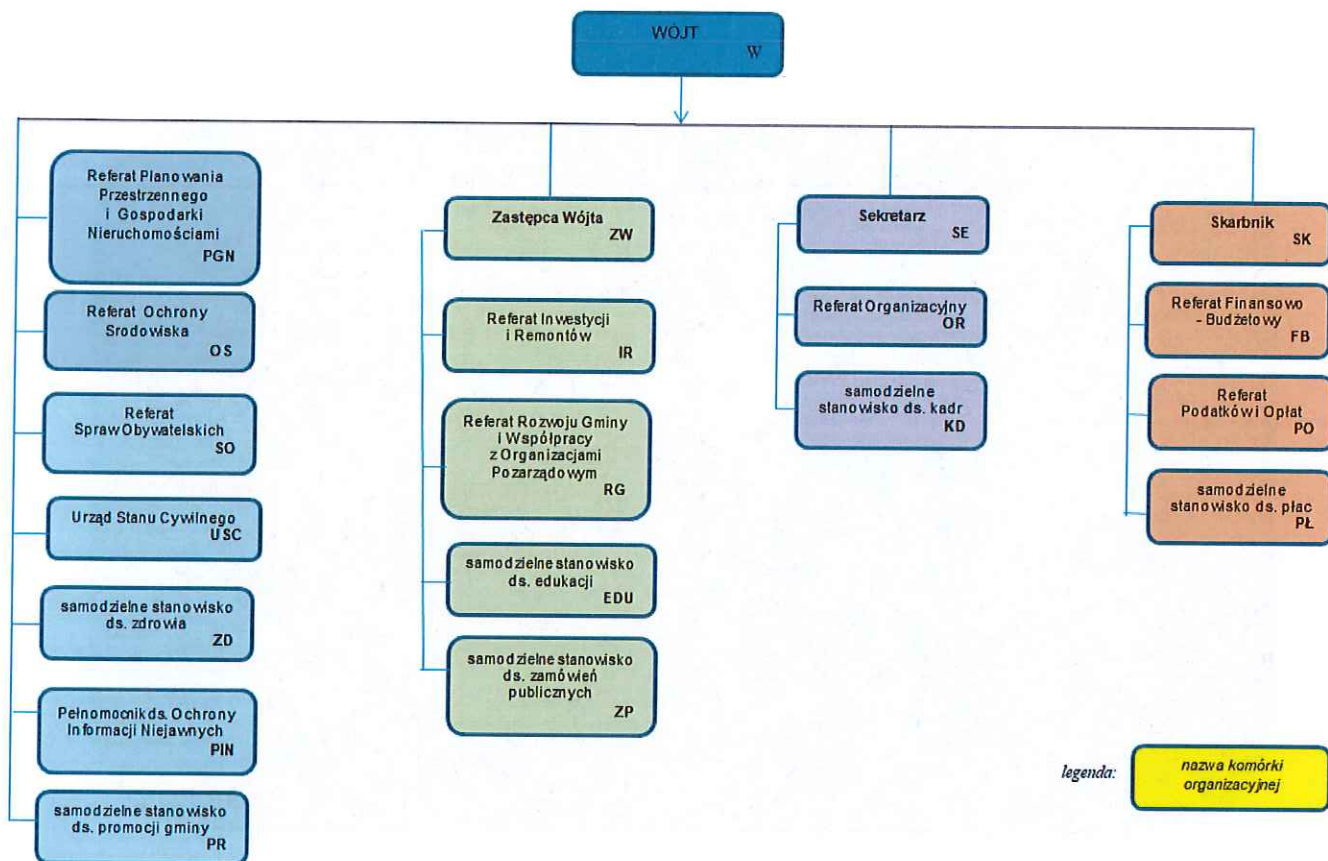 WÓJT
W
Referat Planowania
Przestrzennego
i Gospodarki
Nieruchomościami
PGN
Referat Ochrony
Srodowiska
OS
Referat
Spraw Obywatelskich
SO
Urząd Stanu Cywilnego
USC
samodzielne stanowisko
ds. zdrowia
ZD
Pełnomocnik ds. Ochrony
Informacji Niejawnych
PIN
samodzielne stanowisko
ds. promocji gminy
PR
Zastępca Wójta
ZW
Referat Inwestycji
i Remontów
IR
Referat Rozwoju Gminy
i Współpracy
z Organizacjami
Pozarządowym
RG
samodzielne stanowisko
ds. edukacji
EDU
samodzielne stanowisko
ds. zamówień
publicznych
ZP
Sekretarz
SE
Referat Organizacyjny
OR
samodzielne
stanowisko ds. kadr
KD
Skarbnik
SK
Referat Finansowo
- Budżetowy
FB
Referat
Podatków i Opłat
PO
samodzielne
stanowisko ds. płac
PŁ
legenda:
nazwa komórki
organizacyjnej